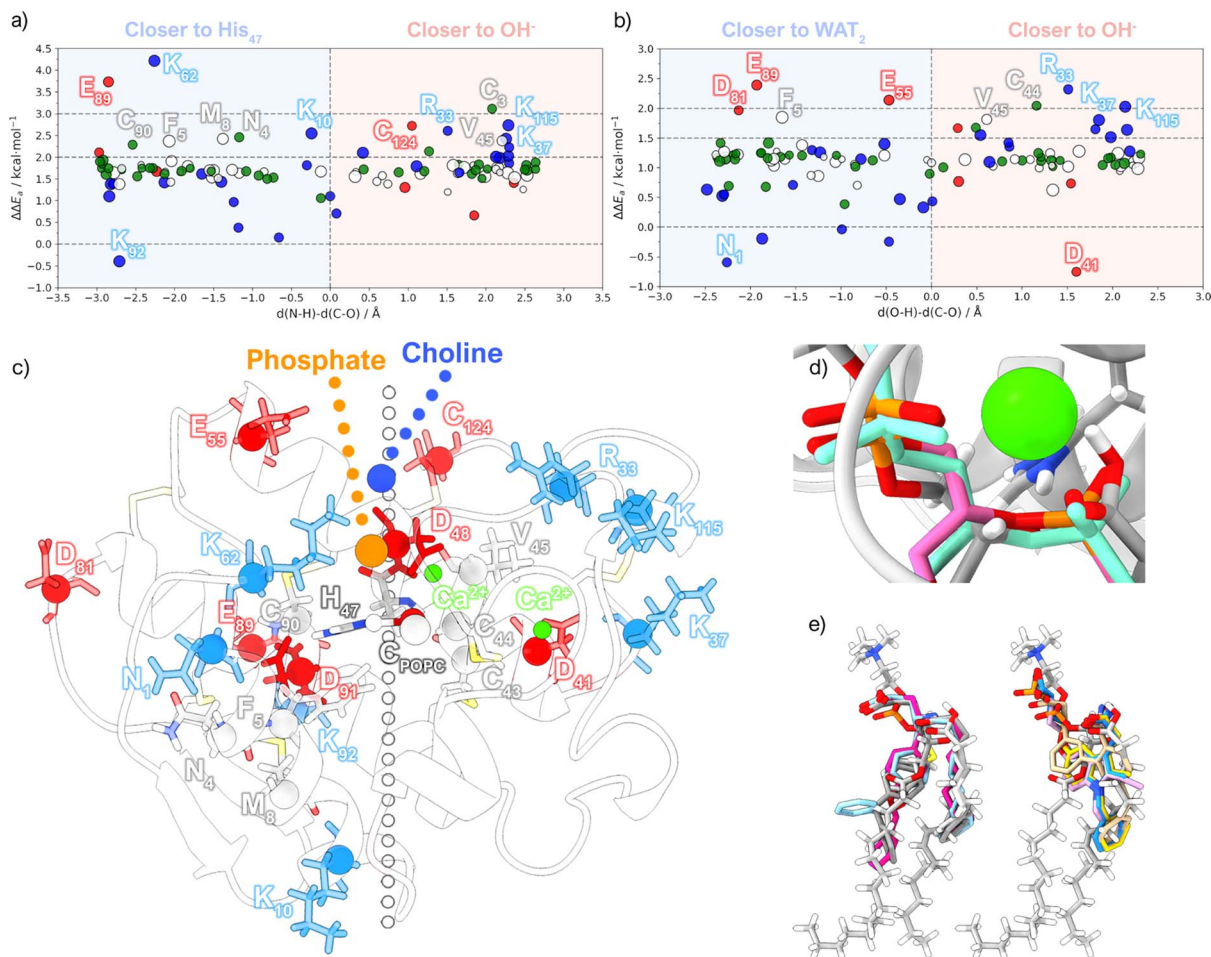 a)
Closer to His47
Closer to OH-
ΔΔEa / kcal·mol−1
4.5
4.0
3.5
3.0
2.5
2.0
1.5
1.0
0.5
0.0
−0.5
−1.0
K62
E89
C90
F5
M8
N4
K10
K92
C124
R33
C3
K115
V45
K37
−3.5 −3.0 −2.5 −2.0 −1.5 −1.0 −0.5 0.0 0.5 1.0 1.5 2.0 2.5 3.0 3.5
d(N-H)-d(C-O) / Å
b)
Closer to WAT2
Closer to OH-
ΔΔEa / kcal·mol−1
3.0
2.5
2.0
1.5
1.0
0.5
0.0
−0.5
−1.0
D81
E89
F5
E55
N1
V45
C44
R33
K37
K115
D41
−3.0 −2.5 −2.0 −1.5 −1.0 −0.5 0.0 0.5 1.0 1.5 2.0 2.5 3.0
d(O-H)-d(C-O) / Å
c)
Phosphate
Choline
E55
C124
R33
D81
K62
D48
V45
K115
H47
Ca2+
Ca2+
E89
C90
K37
N1
CPOPC
C44
D91
D41
C43
F5
K92
N4
M8
K10
d)
e)